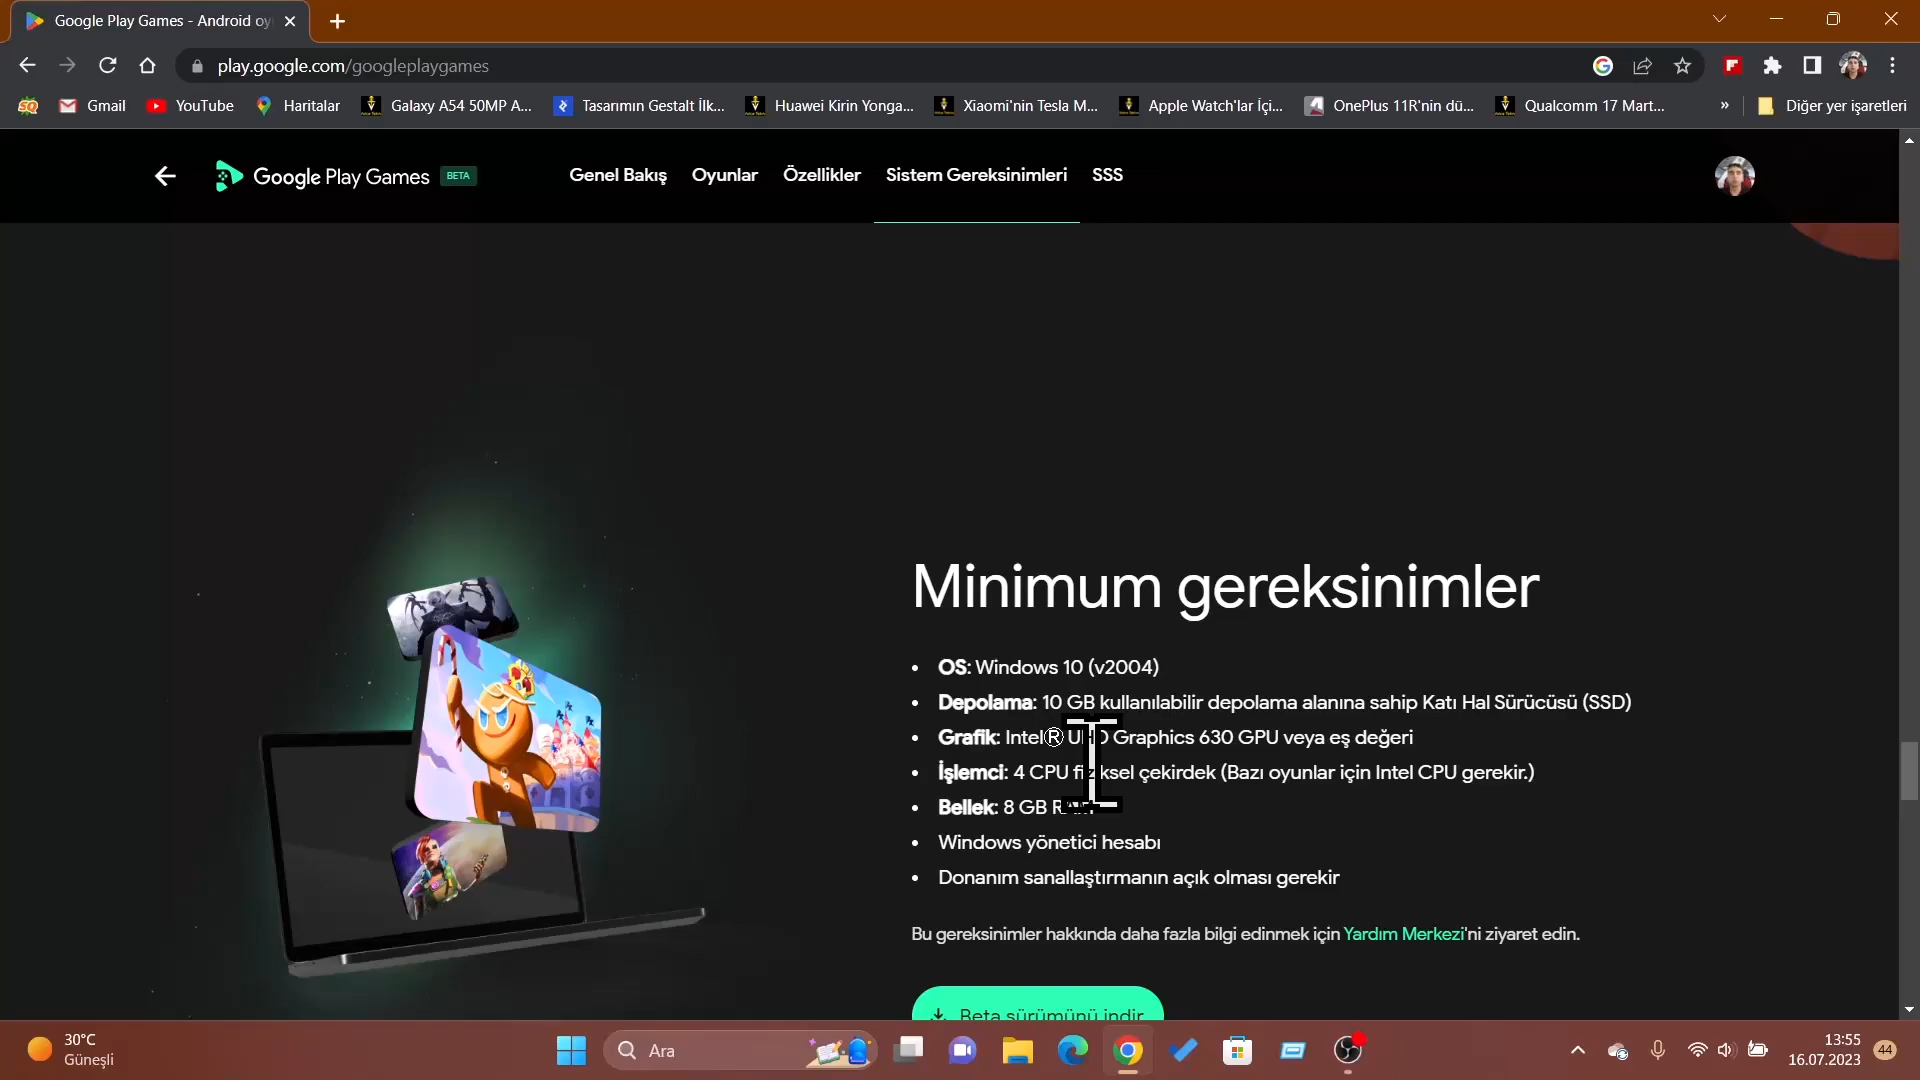 Google Play Games - Android oy
play.google.com/googleplaygames
Gmail
YouTube
Haritalar
Galaxy A54 50MP A...
Tasarımın Gestalt İlk...
Huawei Kirin Yonga...
Xiaomi'nin Tesla M...
Apple Watch'lar İçi...
OnePlus 11R'nin dü...
Qualcomm 17 Mart...
»
Diğer yer işaretleri
Google Play Games BETA
Genel Bakış
Oyunlar
Özellikler
Sistem Gereksinimleri
SSS
Minimum gereksinimler
• OS: Windows 10 (v2004)
• Depolama: 10 GB kullanılabilir depolama alanına sahip Katı Hal Sürücüsü (SSD)
• Grafik: Intel® UHD Graphics 630 GPU veya eş değeri
• İşlemci: 4 CPU fiziksel çekirdek (Bazı oyunlar için Intel CPU gerekir.)
• Bellek: 8 GB RAM
• Windows yönetici hesabı
• Donanım sanallaştırmanın açık olması gerekir
Bu gereksinimler hakkında daha fazla bilgi edinmek için Yardım Merkezi'ni ziyaret edin.
Beta sürümünü indir
30°C
Güneşli
Ara
13:55
16.07.2023
44